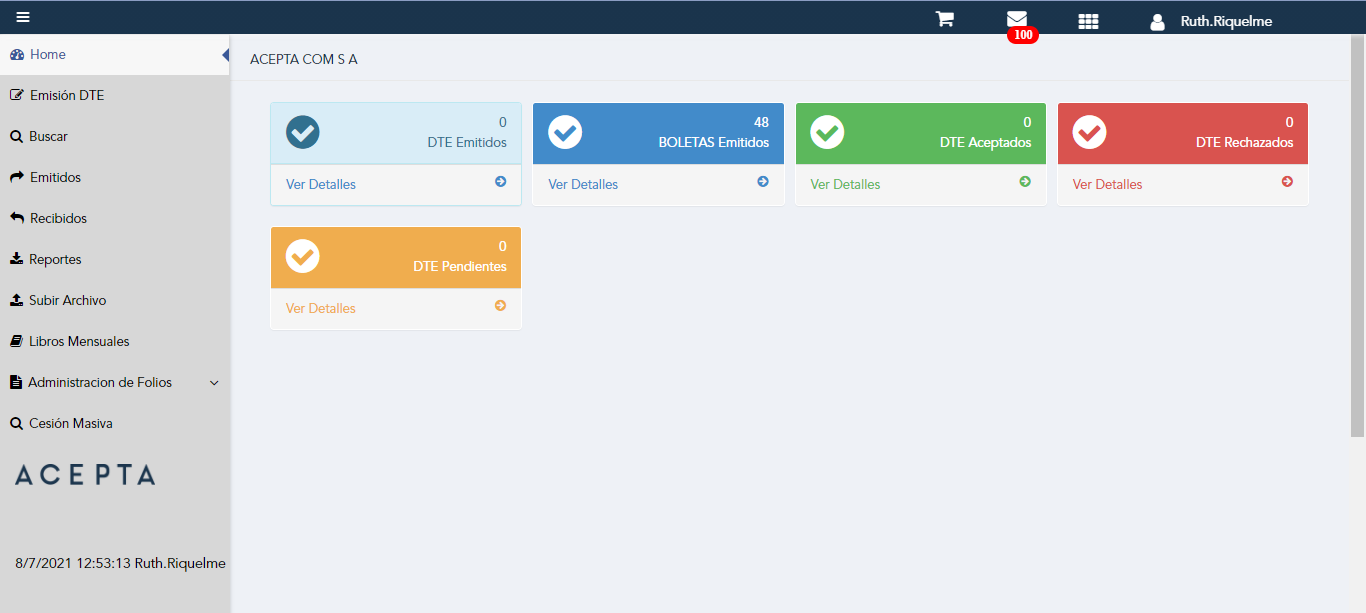 100
Ruth.Riquelme
Home
Emisión DTE
Buscar
Emitidos
Recibidos
Reportes
Subir Archivo
Libros Mensuales
Administracion de Folios
Cesión Masiva
ACEPTA
8/7/2021 12:53:13 Ruth.Riquelme
ACEPTA COM S A
0
DTE Emitidos
Ver Detalles
48
BOLETAS Emitidos
Ver Detalles
0
DTE Aceptados
Ver Detalles
0
DTE Rechazados
Ver Detalles
0
DTE Pendientes
Ver Detalles